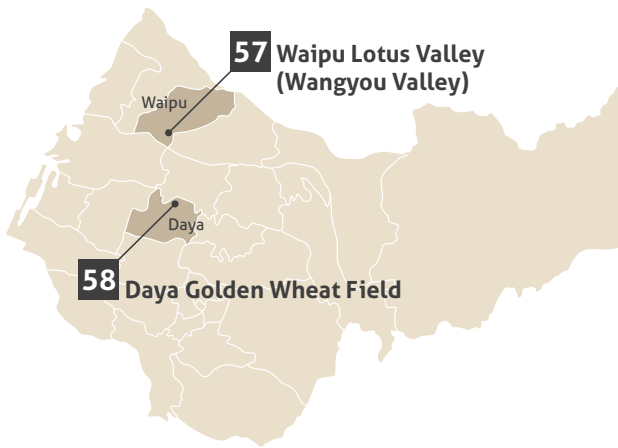 57 Waipu Lotus Valley
(Wangyou Valley)
Waipu
Daya
58 Daya Golden Wheat Field